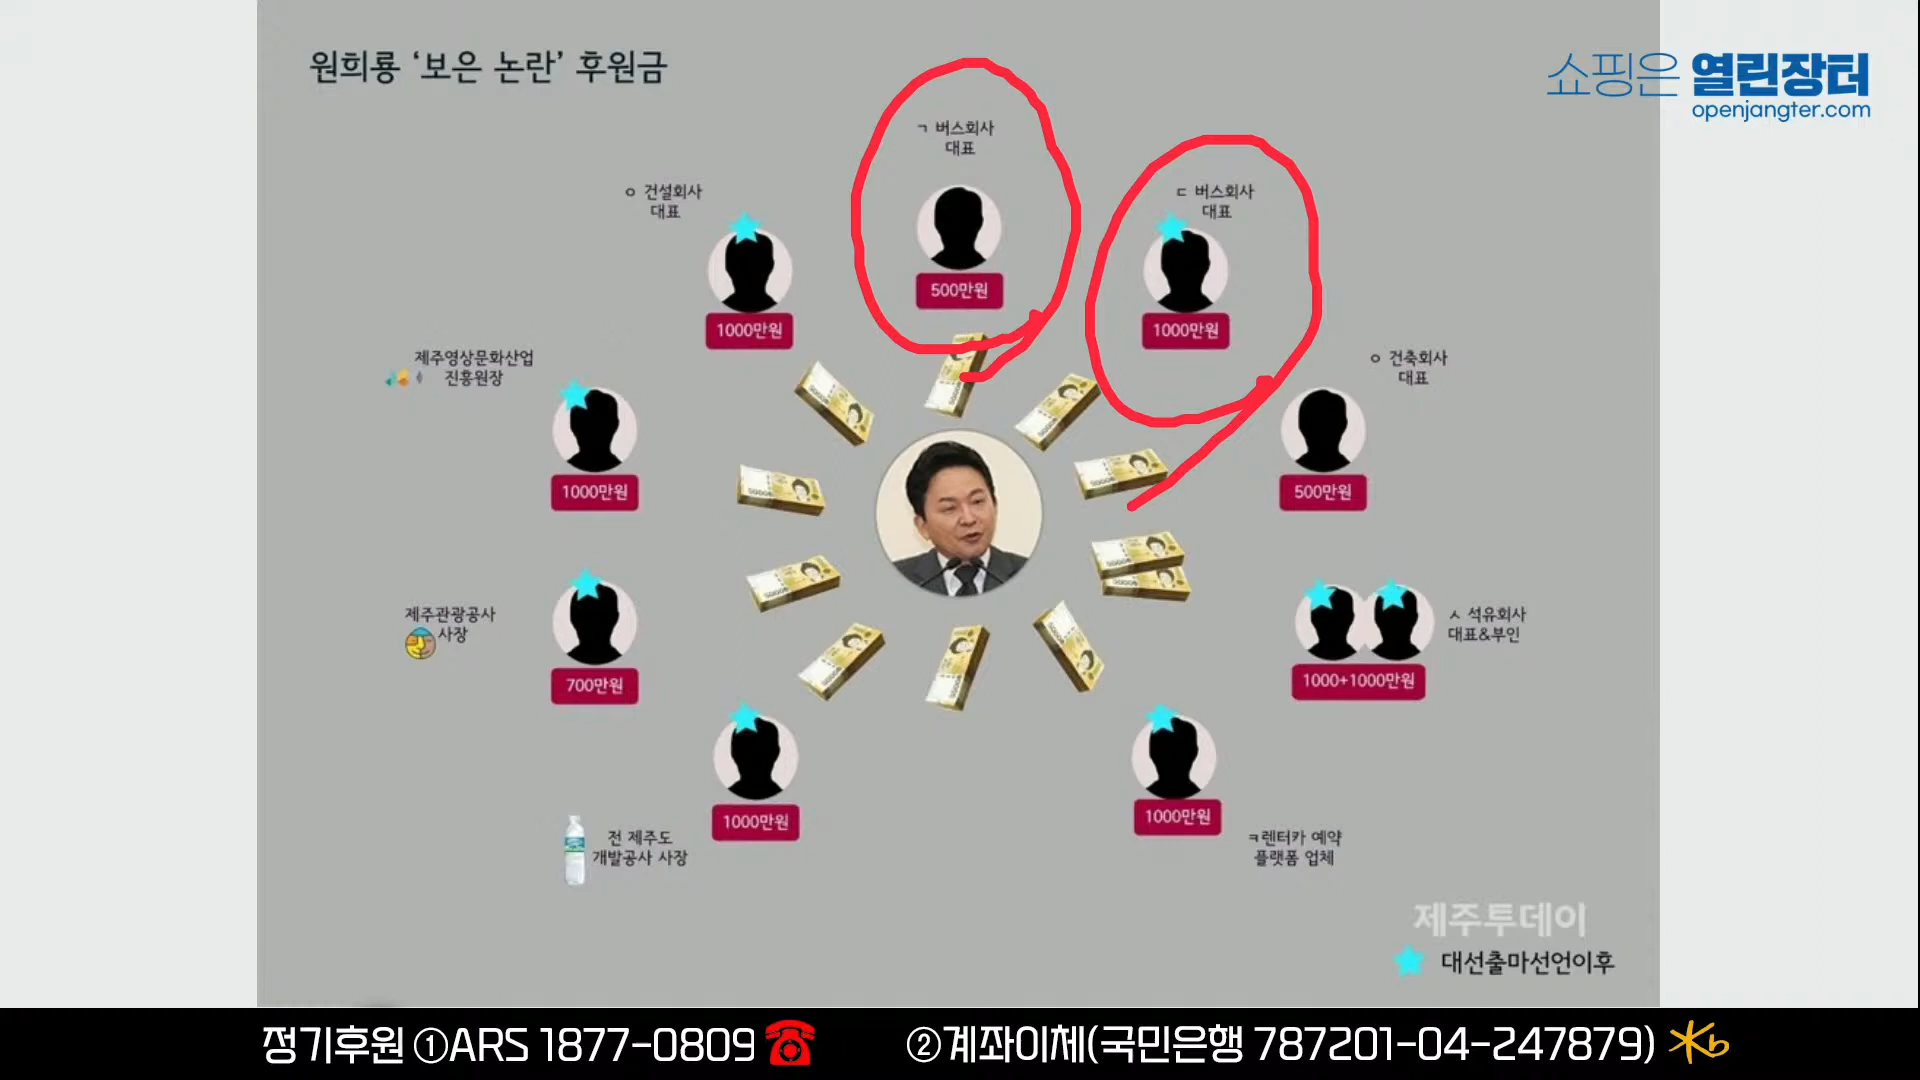 원희룡 ‘보은 논란’ 후원금
쇼핑은 열린장터
openjangter.com
ㄱ 버스회사
대표
500만원
ㅇ 건설회사
대표
1000만원
ㄷ 버스회사
대표
1000만원
제주영상문화산업
진흥원장
1000만원
ㅇ 건축회사
대표
500만원
제주관광공사
사장
700만원
ㅅ 석유회사
대표&부인
1000+1000만원
1000만원
전 제주도
개발공사 사장
1000만원
ㅋ렌터카 예약
플랫폼 업체
제주투데이
대선출마선언이후
정기후원 ①ARS 1877-0809 ②계좌이체(국민은행 787201-04-247879)